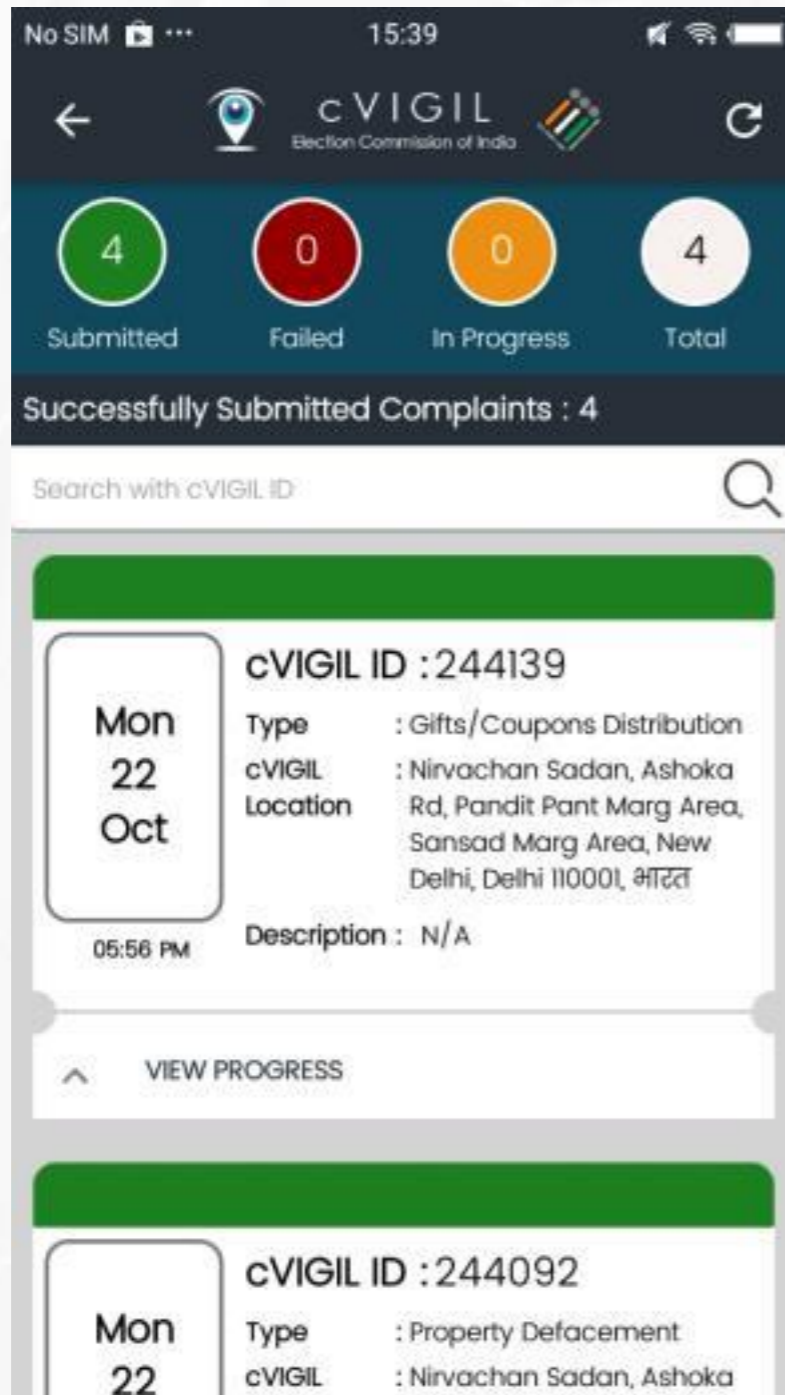 No SIM ... 15:39
cVIGIL
Election Commission of India
4 0 0 4
Submitted Failed In Progress Total
Successfully Submitted Complaints : 4
Search with cVIGIL ID
cVIGIL ID : 244139
Mon
22
Oct
05:56 PM
Type : Gifts/Coupons Distribution
cVIGIL Location : Nirvachan Sadan, Ashoka
Rd, Pandit Pant Marg Area,
Sansad Marg Area, New
Delhi, Delhi 110001, भारत
Description : N/A
VIEW PROGRESS
cVIGIL ID : 244092
Mon
22
Type : Property Defacement
cVIGIL : Nirvachan Sadan, Ashoka